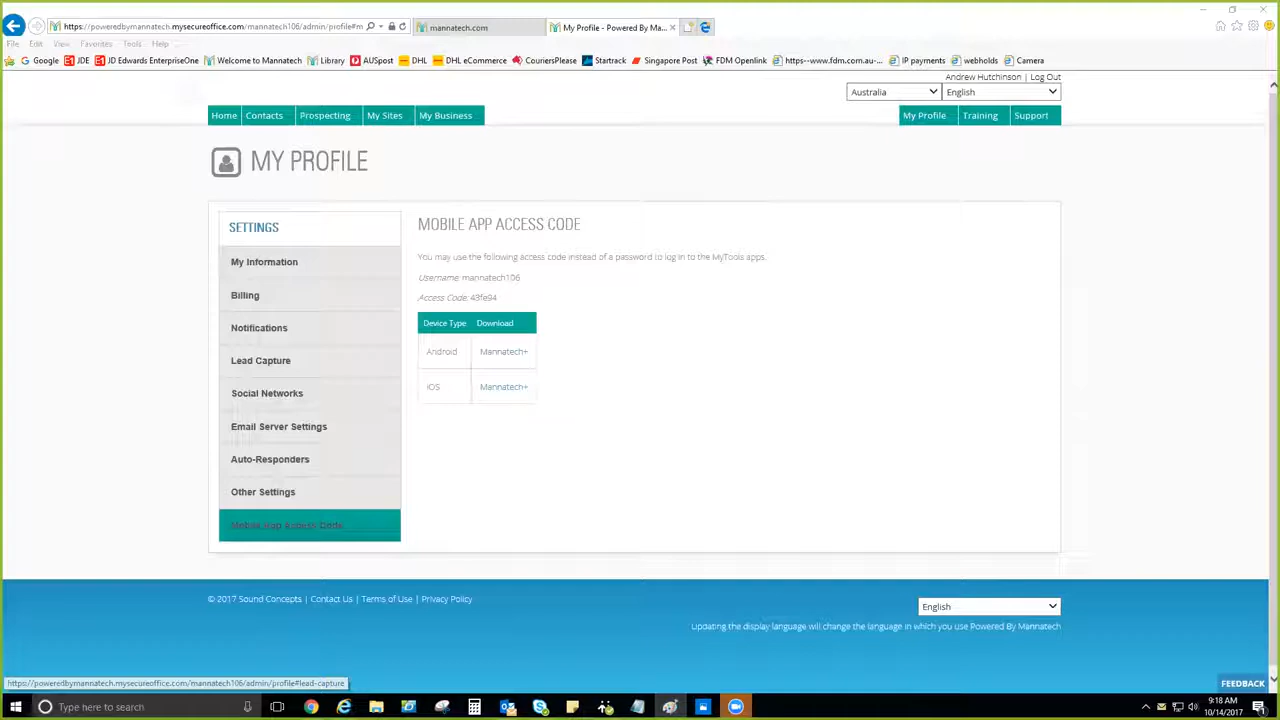 https://poweredbymannatech.mysecureoffice.com/mannatech106/admin/profile#m
mannatech.com
My Profile - Powered By Ma...
File Edit View Favorites Tools Help
Google JDE JD Edwards EnterpriseOne Welcome to Mannatech Library AUSpost DHL DHL eCommerce CouriersPlease Startrack Singapore Post FDM Openlink https--www.fdm.com.au-... IP payments webholds Camera
Andrew Hutchinson | Log Out
Australia English
Home Contacts Prospecting My Sites My Business My Profile Training Support
MY PROFILE
SETTINGS
My Information
Billing
Notifications
Lead Capture
Social Networks
Email Server Settings
Auto-Responders
Other Settings
Mobile App Access Code
MOBILE APP ACCESS CODE
You may use the following access code instead of a password to log in to the MyTools apps.
Username: mannatech106
Access Code: 43fe94
Device Type Download
Android Mannatech+
iOS Mannatech+
© 2017 Sound Concepts | Contact Us | Terms of Use | Privacy Policy
English
Updating the display language will change the language in which you use Powered By Mannatech
https://poweredbymannatech.mysecureoffice.com/mannatech106/admin/profile#lead-capture
FEEDBACK
Type here to search
9:18 AM
10/14/2017